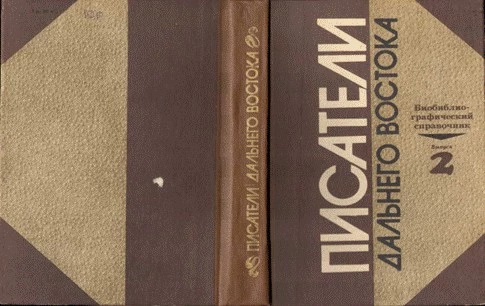 ПИСАТЕЛИ ДАЛЬНЕГО ВОСТОКА
ПИСАТЕЛИ
ДАЛЬНЕГО ВОСТОКА
Биобиблио-
графический
справочник
Выпуск
2